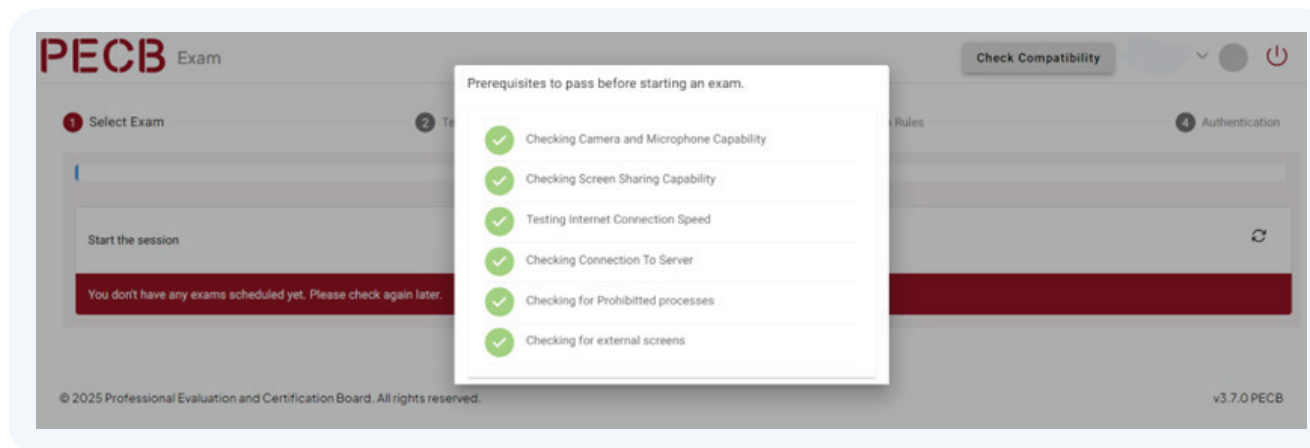 PECB Exam
Check Compatibility
Prerequisites to pass before starting an exam.
1 Select Exam
2 Te
Rules
4 Authentication
Checking Camera and Microphone Capability
Checking Screen Sharing Capability
Testing Internet Connection Speed
Start the session
Checking Connection To Server
You don't have any exams scheduled yet. Please check again later.
Checking for Prohibitted processes
Checking for external screens
© 2025 Professional Evaluation and Certification Board. All rights reserved.
v3.7.0 PECB